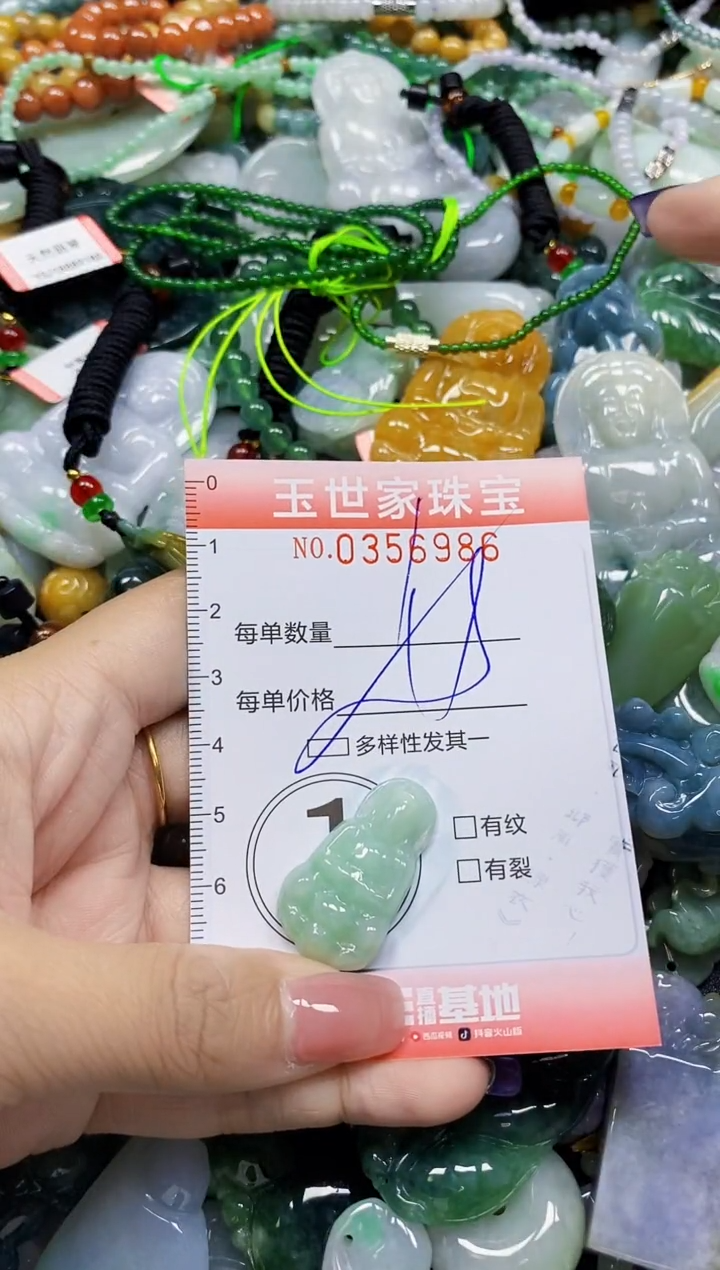 玉世家珠宝
0
1
2
3
4
5
6
NO.0356986
每单数量
每单价格
多样性发其一
1
有纹
有裂
直播基地
西瓜视频 抖音火山版